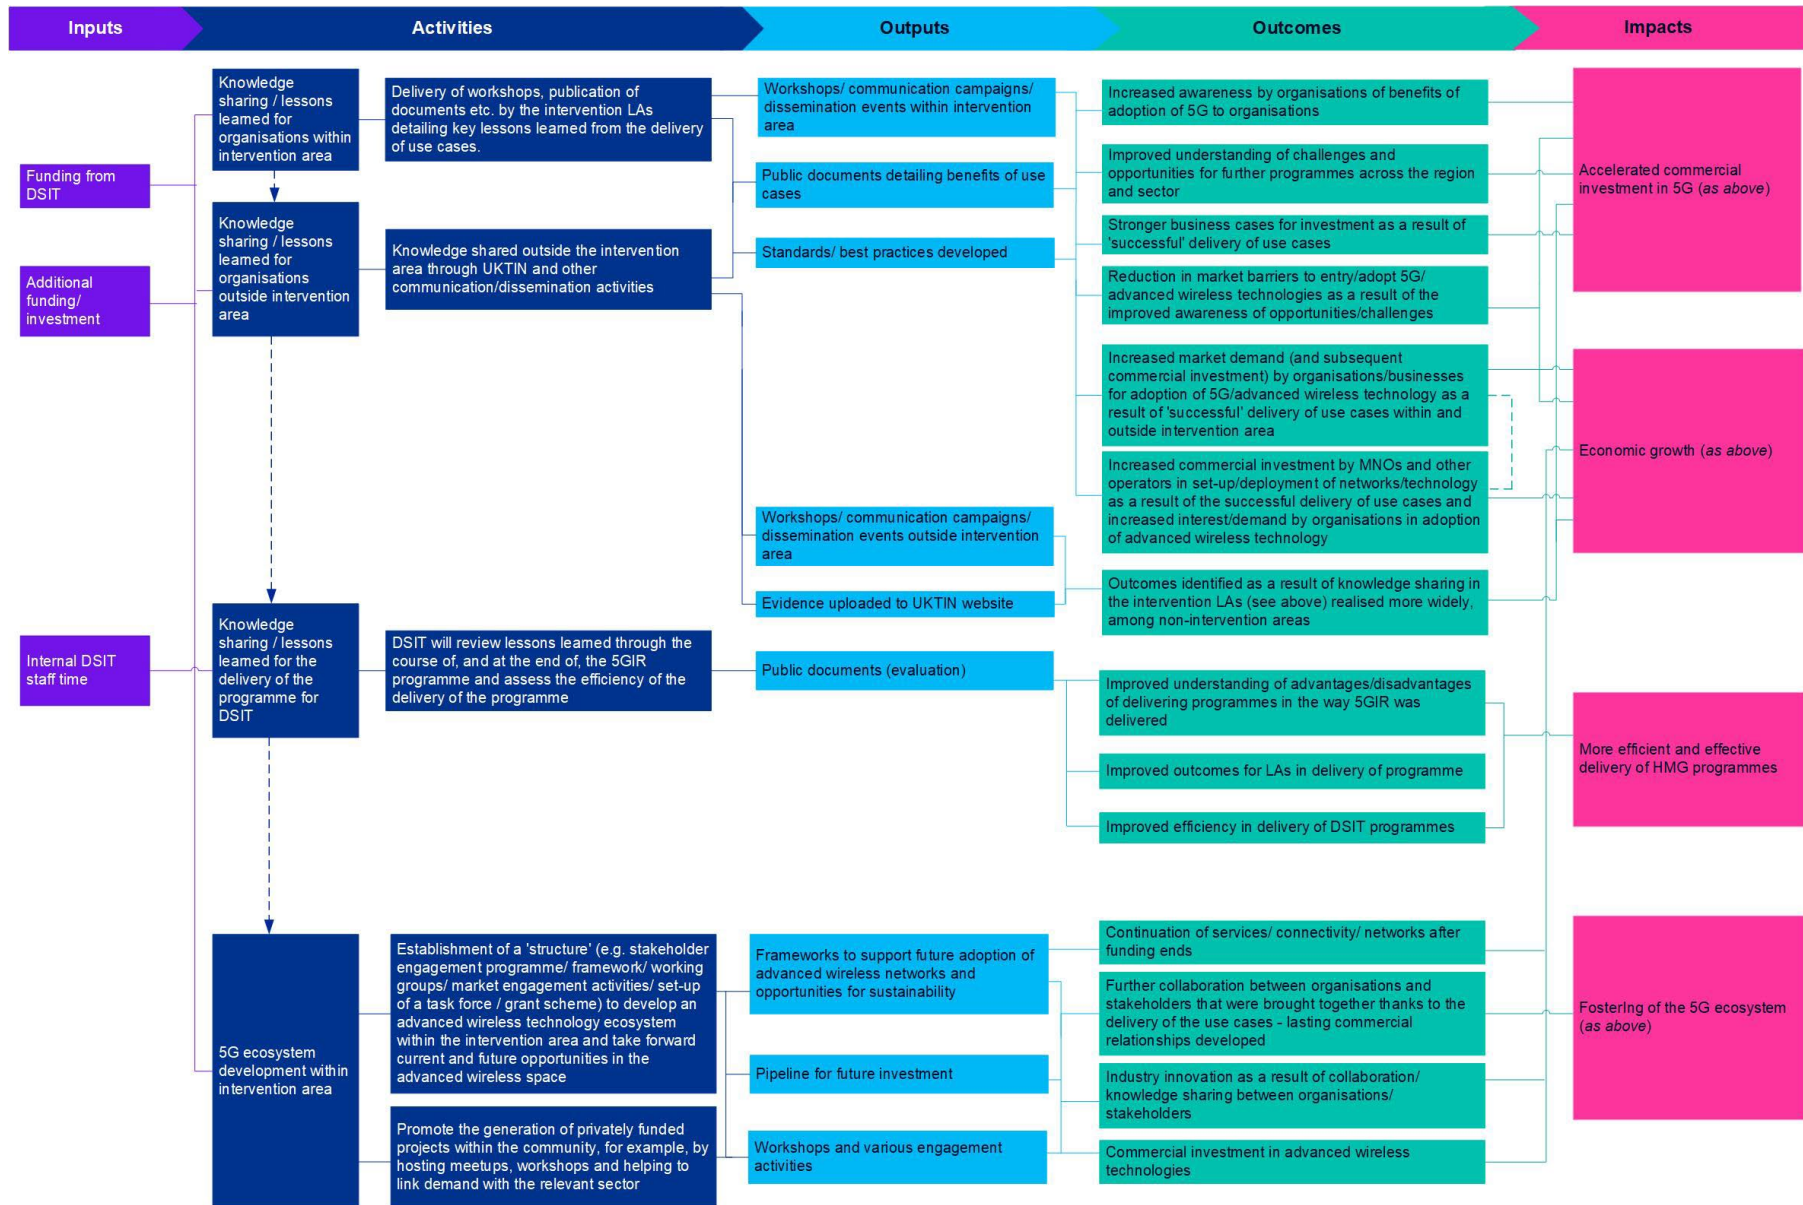 Inputs
Activities
Outputs
Outcomes
Impacts
Funding from
DSIT
Additional
funding/
investment
Internal DSIT
staff time
Knowledge
sharing / lessons
learned for
organisations within
intervention area
Knowledge
sharing / lessons
learned for
organisations
outside intervention
area
Knowledge
sharing / lessons
learned for the
delivery of the
programme for
DSIT
5G ecosystem
development within
intervention area
Delivery of workshops, publication of
documents etc. by the intervention LAs
detailing key lessons learned from the delivery
of use cases.
Knowledge shared outside the intervention
area through UKTIN and other
communication/dissemination activities
DSIT will review lessons learned through the
course of, and at the end of, the 5GIR
programme and assess the efficiency of the
delivery of the programme
Establishment of a 'structure' (e.g. stakeholder
engagement programme/ framework/ working
groups/ market engagement activities/ set-up
of a task force / grant scheme) to develop an
advanced wireless technology ecosystem
within the intervention area and take forward
current and future opportunities in the
advanced wireless space
Promote the generation of privately funded
projects within the community, for example, by
hosting meetups, workshops and helping to
link demand with the relevant sector
Workshops/ communication campaigns/
dissemination events within intervention
area
Public documents detailing benefits of use
cases
Standards/ best practices developed
Workshops/ communication campaigns/
dissemination events outside intervention
area
Evidence uploaded to UKTIN website
Public documents (evaluation)
Frameworks to support future adoption of
advanced wireless networks and
opportunities for sustainability
Pipeline for future investment
Workshops and various engagement
activities
Increased awareness by organisations of benefits of
adoption of 5G to organisations
Improved understanding of challenges and
opportunities for further programmes across the region
and sector
Stronger business cases for investment as a result of
'successful' delivery of use cases
Reduction in market barriers to entry/adopt 5G/
advanced wireless technologies as a result of the
improved awareness of opportunities/challenges
Increased market demand (and subsequent
commercial investment) by organisations/businesses
for adoption of 5G/advanced wireless technology as a
result of 'successful' delivery of use cases within and
outside intervention area
Increased commercial investment by MNOs and other
operators in set-up/deployment of networks/technology
as a result of the successful delivery of use cases and
increased interest/demand by organisations in adoption
of advanced wireless technology
Outcomes identified as a result of knowledge sharing in
the intervention LAs (see above) realised more widely,
among non-intervention areas
Improved understanding of advantages/disadvantages
of delivering programmes in the way 5GIR was
delivered
Improved outcomes for LAs in delivery of programme
Improved efficiency in delivery of DSIT programmes
Continuation of services/ connectivity/ networks after
funding ends
Further collaboration between organisations and
stakeholders that were brought together thanks to the
delivery of the use cases - lasting commercial
relationships developed
Industry innovation as a result of collaboration/
knowledge sharing between organisations/
stakeholders
Commercial investment in advanced wireless
technologies
Accelerated commercial
investment in 5G (as above)
Economic growth (as above)
More efficient and effective
delivery of HMG programmes
Fostering of the 5G ecosystem
(as above)